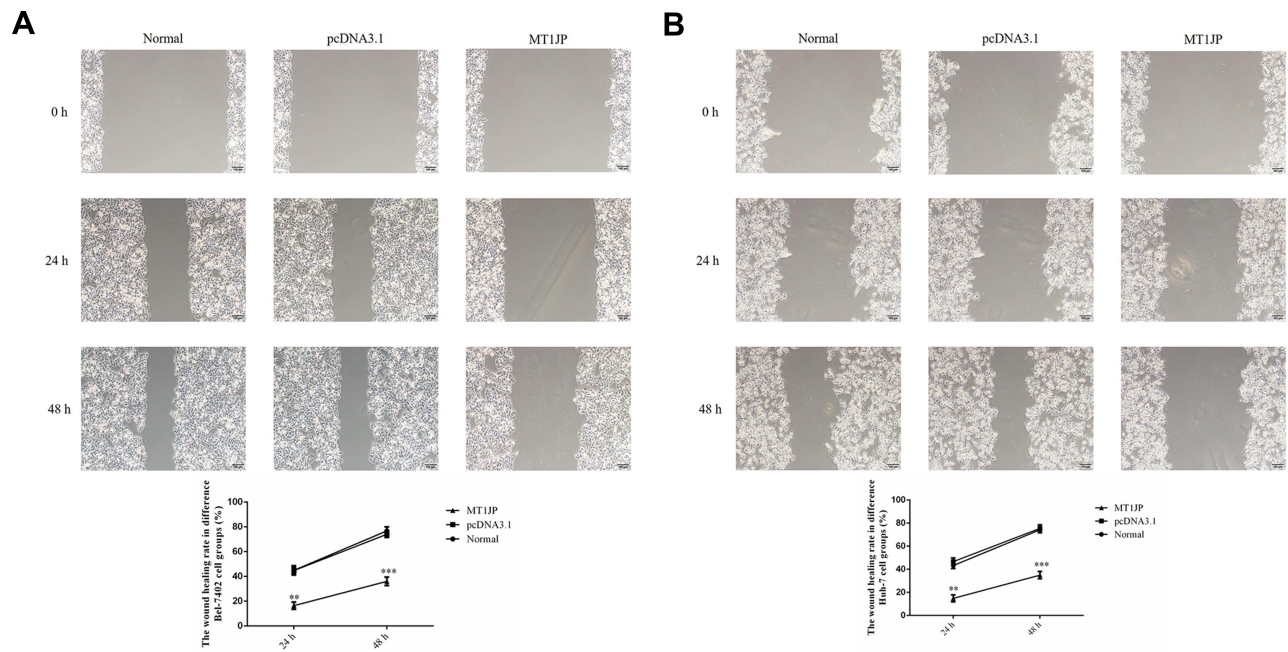 A
Normal pcDNA3.1 MT1JP
0 h
24 h
48 h
The wound healing rate in difference
Bel-7402 cell groups (%)
100
80
60
40
20
0
**
***
24 h
48 h
MT1JP
pcDNA3.1
Normal
B
Normal pcDNA3.1 MT1JP
0 h
24 h
48 h
The wound healing rate in difference
Huh-7 cell groups (%)
100
80
60
40
20
0
**
***
24 h
48 h
MT1JP
pcDNA3.1
Normal